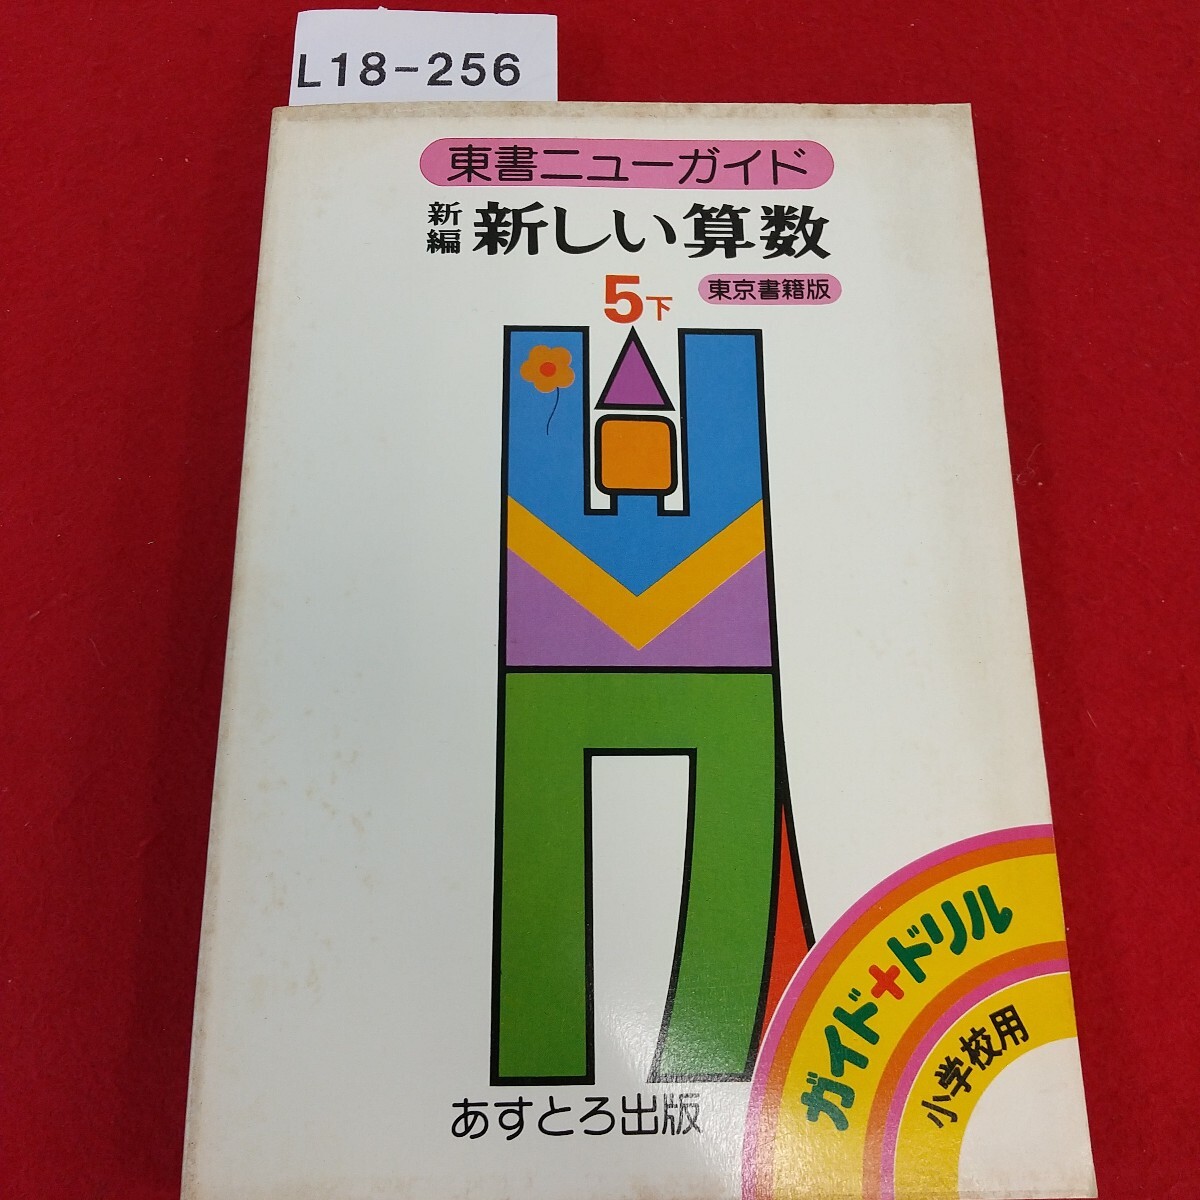 L18-256
東書ニューガイド
新編 新しい算数
5下
東京書籍版
ガイド+ドリル
小学校用
あすとろ出版